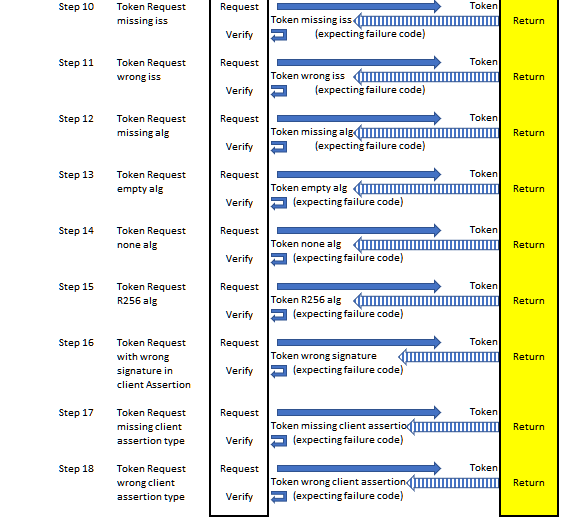 Step 10 Token Request Request Token
missing iss Token missing iss Return
Verify (expecting failure code)
Step 11 Token Request Request Token
wrong iss Token wrong iss Return
Verify (expecting failure code)
Step 12 Token Request Request Token
missing alg Token missing alg Return
Verify (expecting failure code)
Step 13 Token Request Request Token
empty alg Token empty alg Return
Verify (expecting failure code)
Step 14 Token Request Request Token
none alg Token none alg Return
Verify (expecting failure code)
Step 15 Token Request Request Token
R256 alg Token R256 alg Return
Verify (expecting failure code)
Step 16 Token Request Request Token
with wrong Token wrong signature Return
signature in Verify (expecting failure code)
client Assertion
Step 17 Token Request Request Token
missing client Token missing client assertio Return
assertion type Verify (expecting failure code)
Step 18 Token Request Request Token
wrong client Token wrong client assertion Return
assertion type Verify (expecting failure code)